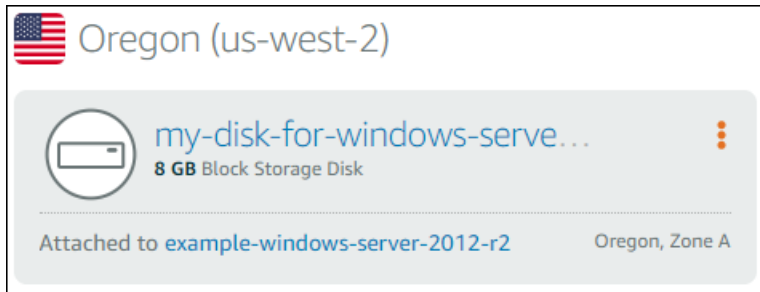 Oregon (us-west-2)
my-disk-for-windows-serve...
8 GB Block Storage Disk
Attached to example-windows-server-2012-r2 Oregon, Zone A